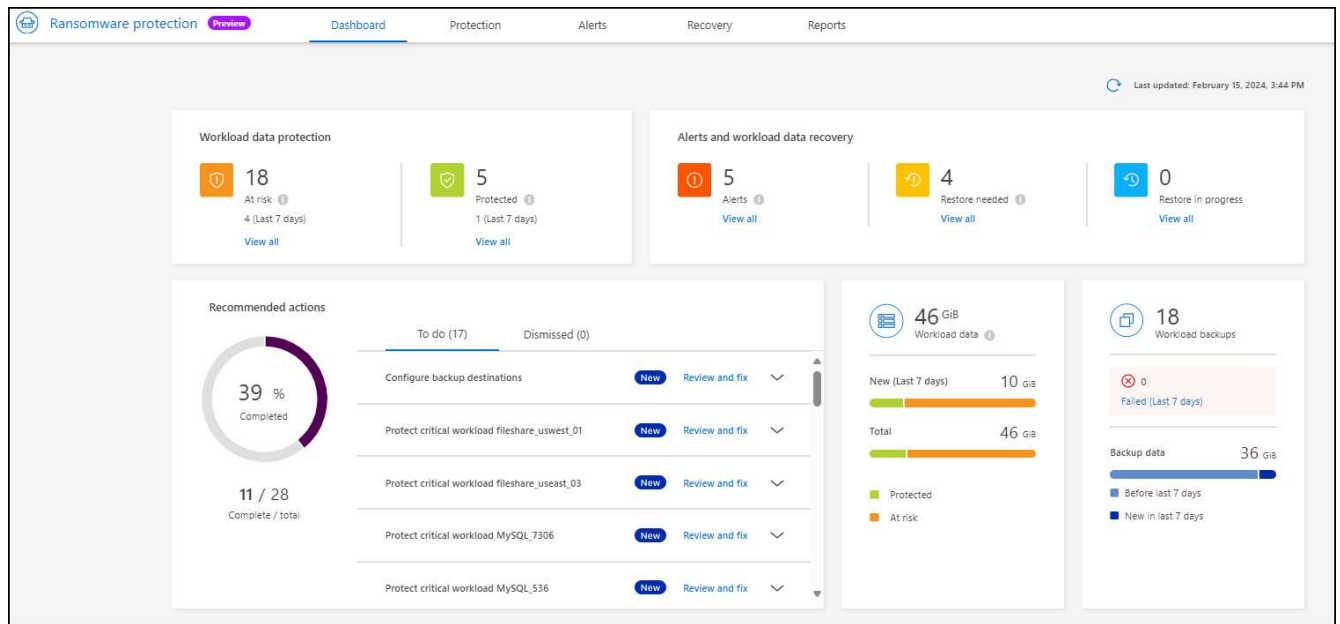 Ransomware protection Preview Dashboard Protection Alerts Recovery Reports
Last updated: February 15, 2024, 3:44 PM
Workload data protection
18
At risk
4 (Last 7 days)
View all
5
Protected
1 (Last 7 days)
View all
Alerts and workload data recovery
5
Alerts
View all
4
Restore needed
View all
0
Restore in progress
View all
Recommended actions
39 %
Completed
11 / 28
Complete / total
To do (17) Dismissed (0)
Configure backup destinations New Review and fix
Protect critical workload fileshare_uswest_01 New Review and fix
Protect critical workload fileshare_useast_03 New Review and fix
Protect critical workload MySQL_7306 New Review and fix
Protect critical workload MySQL_536 New Review and fix
46 GiB
Workload data
New (Last 7 days) 10 GiB
Total 46 GiB
Protected
At risk
18
Workload backups
0
Failed (Last 7 days)
Backup data 36 GiB
Before last 7 days
New in last 7 days